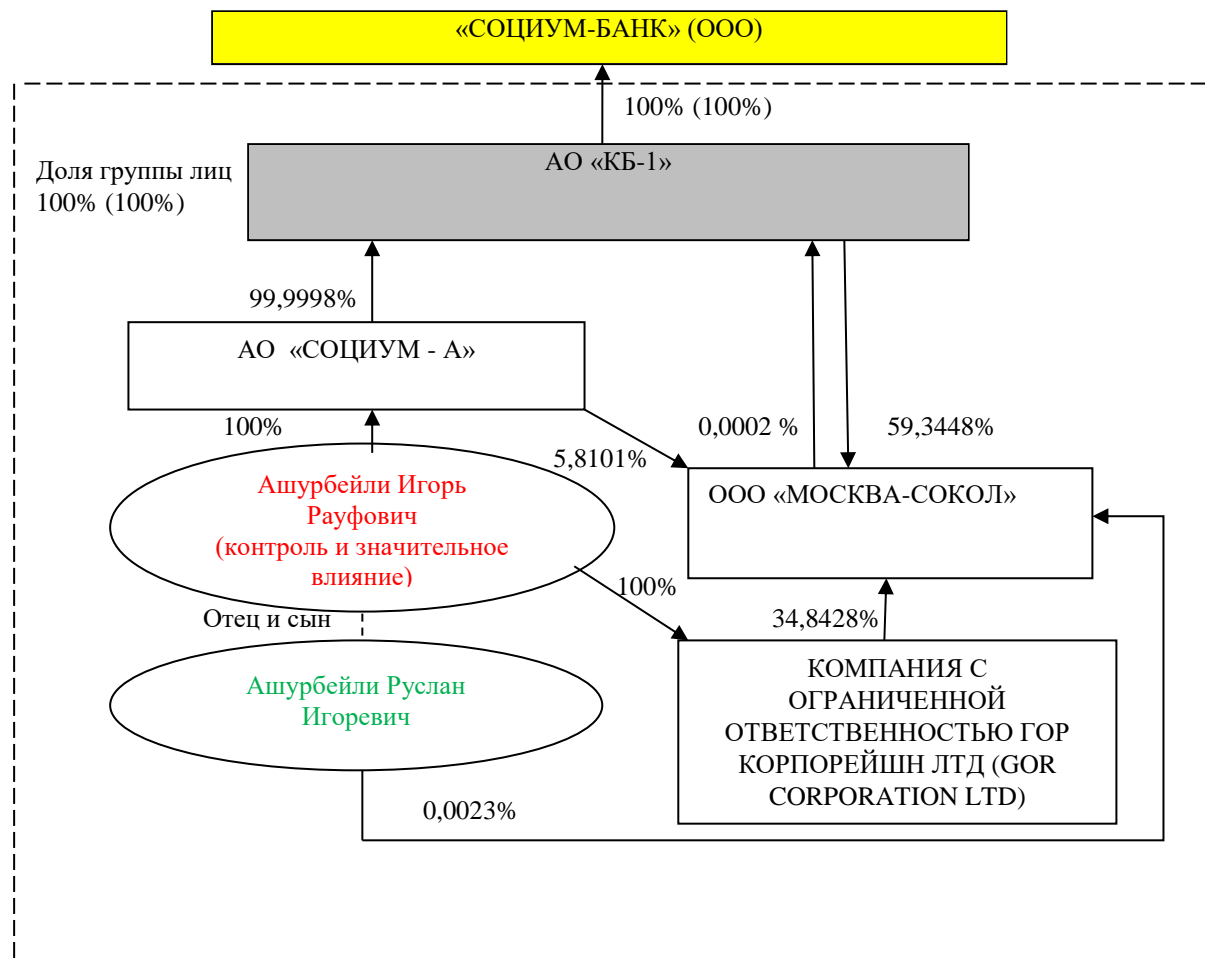 «СОЦИУМ-БАНК» (ООО)
100% (100%)
Доля группы лиц
100% (100%)
АО «КБ-1»
99,9998%
АО «СОЦИУМ - А»
100%
5,8101%
0,0002 %
59,3448%
Ашурбейли Игорь
Рауфович
(контроль и значительное
влияние)
ООО «МОСКВА-СОКОЛ»
100%
34,8428%
Отец и сын
Ашурбейли Руслан
Игоревич
КОМПАНИЯ С
ОГРАНИЧЕННОЙ
ОТВЕТСТВЕННОСТЬЮ ГОР
КОРПОРЕЙШН ЛТД (GOR
CORPORATION LTD)
0,0023%